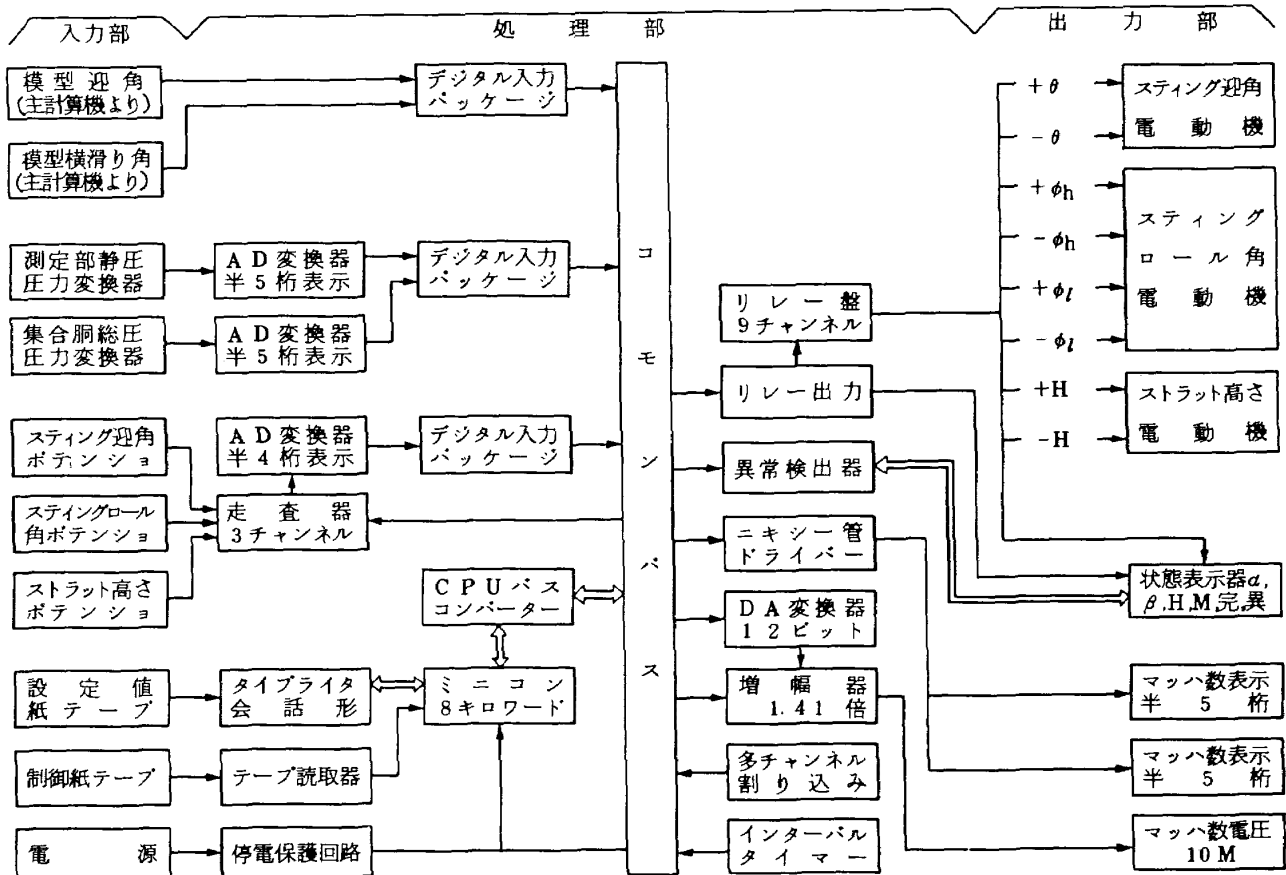 入力部
処理部
出力部
模型迎角
(主計算機より)
デジタル入力
パッケージ
模型横滑り角
(主計算機より)
測定部静圧
圧力変換器
AD変換器
半5桁表示
デジタル入力
パッケージ
集合胴総圧
圧力変換器
AD変換器
半5桁表示
スティング迎角
ポテンショ
AD変換器
半4桁表示
デジタル入力
パッケージ
スティングロール
角ポテンショ
走査器
3チャンネル
ストラット高さ
ポテンショ
CPUバス
コンバーター
設定値
紙テープ
タイプライタ
会話形
ミニコン
8キロワード
制御紙テープ
テープ読取器
電源
停電保護回路
コモンバス
リレー盤
9チャンネル
リレー出力
異常検出器
ニキシー管
ドライバー
DA変換器
12ビット
増幅器
1.41倍
多チャンネル
割り込み
インターバル
タイマー
+θ
-θ
+φh
-φh
+φl
-φl
+H
-H
スティング迎角
電動機
スティング
ロール角
電動機
ストラット高さ
電動機
状態表示器α,
β,H,M,完,異
マッハ数表示
半5桁
マッハ数表示
半5桁
マッハ数電圧
10M